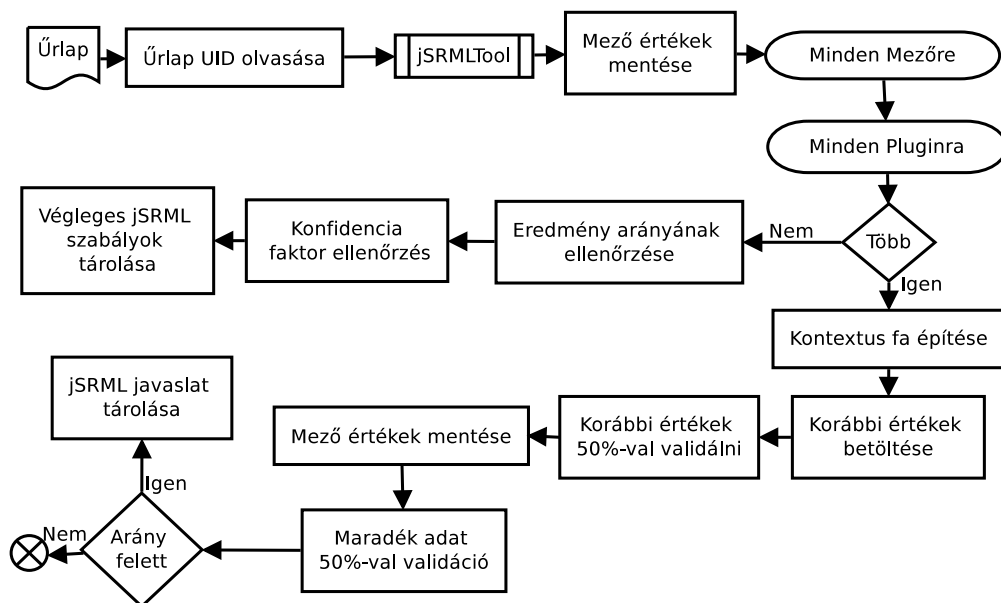 Űrlap
Űrlap UID olvasása
jSRMLTool
Mező értékek
mentése
Minden Mezőre
Minden Pluginra
Több
Nem
Igen
Eredmény arányának
ellenőrzése
Konfidencia
faktor ellenőrzés
Végleges jSRML
szabályok
tárolása
Kontextus fa építése
Korábbi értékek
betöltése
Korábbi értékek
50%-val validálni
Mező értékek mentése
Maradék adat
50%-val validáció
Arány
felett
Igen
Nem
jSRML javaslat
tárolása